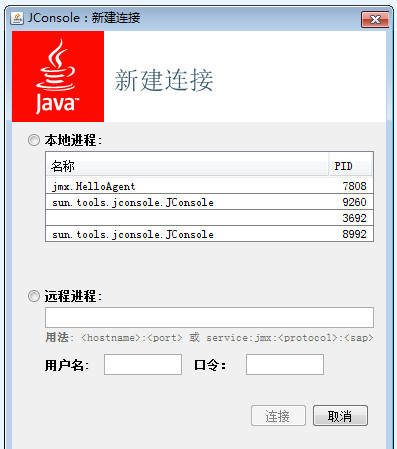 JConsole：新建连接
Java™
新建连接
本地进程:
名称 PID
jmx.HelloAgent 7808
sun.tools.jconsole.JConsole 9260
3692
sun.tools.jconsole.JConsole 8992
远程进程:
用法: <hostname>:<port> 或 service:jmx:<protocol>:<sap>
用户名: 口令:
连接 取消